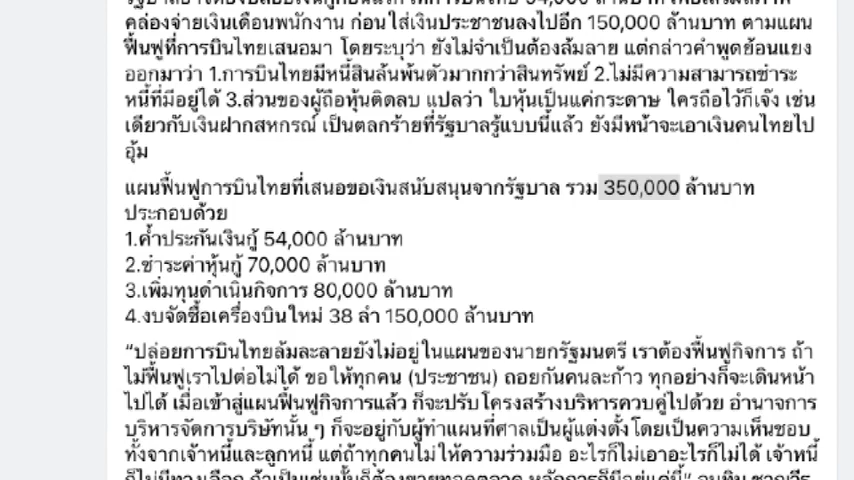 คล่องจ่ายเงินเดือนพนักงาน ก่อนใส่เงินประชาชนลงไปอีก 150,000 ล้านบาท ตามแผน
ฟื้นฟูที่การบินไทยเสนอมา โดยระบุว่า ยังไม่จำเป็นต้องล้มลาย แต่กล่าวคำพูดย้อนแยง
ออกมาว่า 1.การบินไทยมีหนี้สินล้นพ้นตัวมากกว่าสินทรัพย์ 2.ไม่มีความสามารถชำระ
หนี้ที่มีอยู่ได้ 3.ส่วนของผู้ถือหุ้นติดลบ แปลว่า ใบหุ้นเป็นแค่กระดาษ ใครถือไว้ก็เจ๊ง เช่น
เดียวกับเงินฝากสหกรณ์ เป็นตลกร้ายที่รัฐบาลรู้แบบนี้แล้ว ยังมีหน้าจะเอาเงินคนไทยไป
อุ้ม
แผนฟื้นฟูการบินไทยที่เสนอขอเงินสนับสนุนจากรัฐบาล รวม 350,000 ล้านบาท
ประกอบด้วย
1.ค้ำประกันเงินกู้ 54,000 ล้านบาท
2.ชำระค่าหุ้นกู้ 70,000 ล้านบาท
3.เพิ่มทุนดำเนินกิจการ 80,000 ล้านบาท
4.งบจัดซื้อเครื่องบินใหม่ 38 ลำ 150,000 ล้านบาท
“ปล่อยการบินไทยล้มละลายยังไม่อยู่ในแผนของนายกรัฐมนตรี เราต้องฟื้นฟูกิจการ ถ้า
ไม่ฟื้นฟูเราไปต่อไม่ได้ ขอให้ทุกคน (ประชาชน) ถอยกันคนละก้าว ทุกอย่างก็จะเดินหน้า
ไปได้ เมื่อเข้าสู่แผนฟื้นฟูกิจการแล้ว ก็จะปรับโครงสร้างบริหารควบคู่ไปด้วย อำนาจการ
บริหารจัดการบริษัทนั้น ๆ ก็จะอยู่กับผู้ทำแผนที่ศาลเป็นผู้แต่งตั้ง โดยเป็นความเห็นชอบ
ทั้งจากเจ้าหนี้และลูกหนี้ แต่ถ้าทุกคนไม่ให้ความร่วมมือ อะไรก็ไม่เอาอะไรก็ไม่ได้ เจ้าหนี้